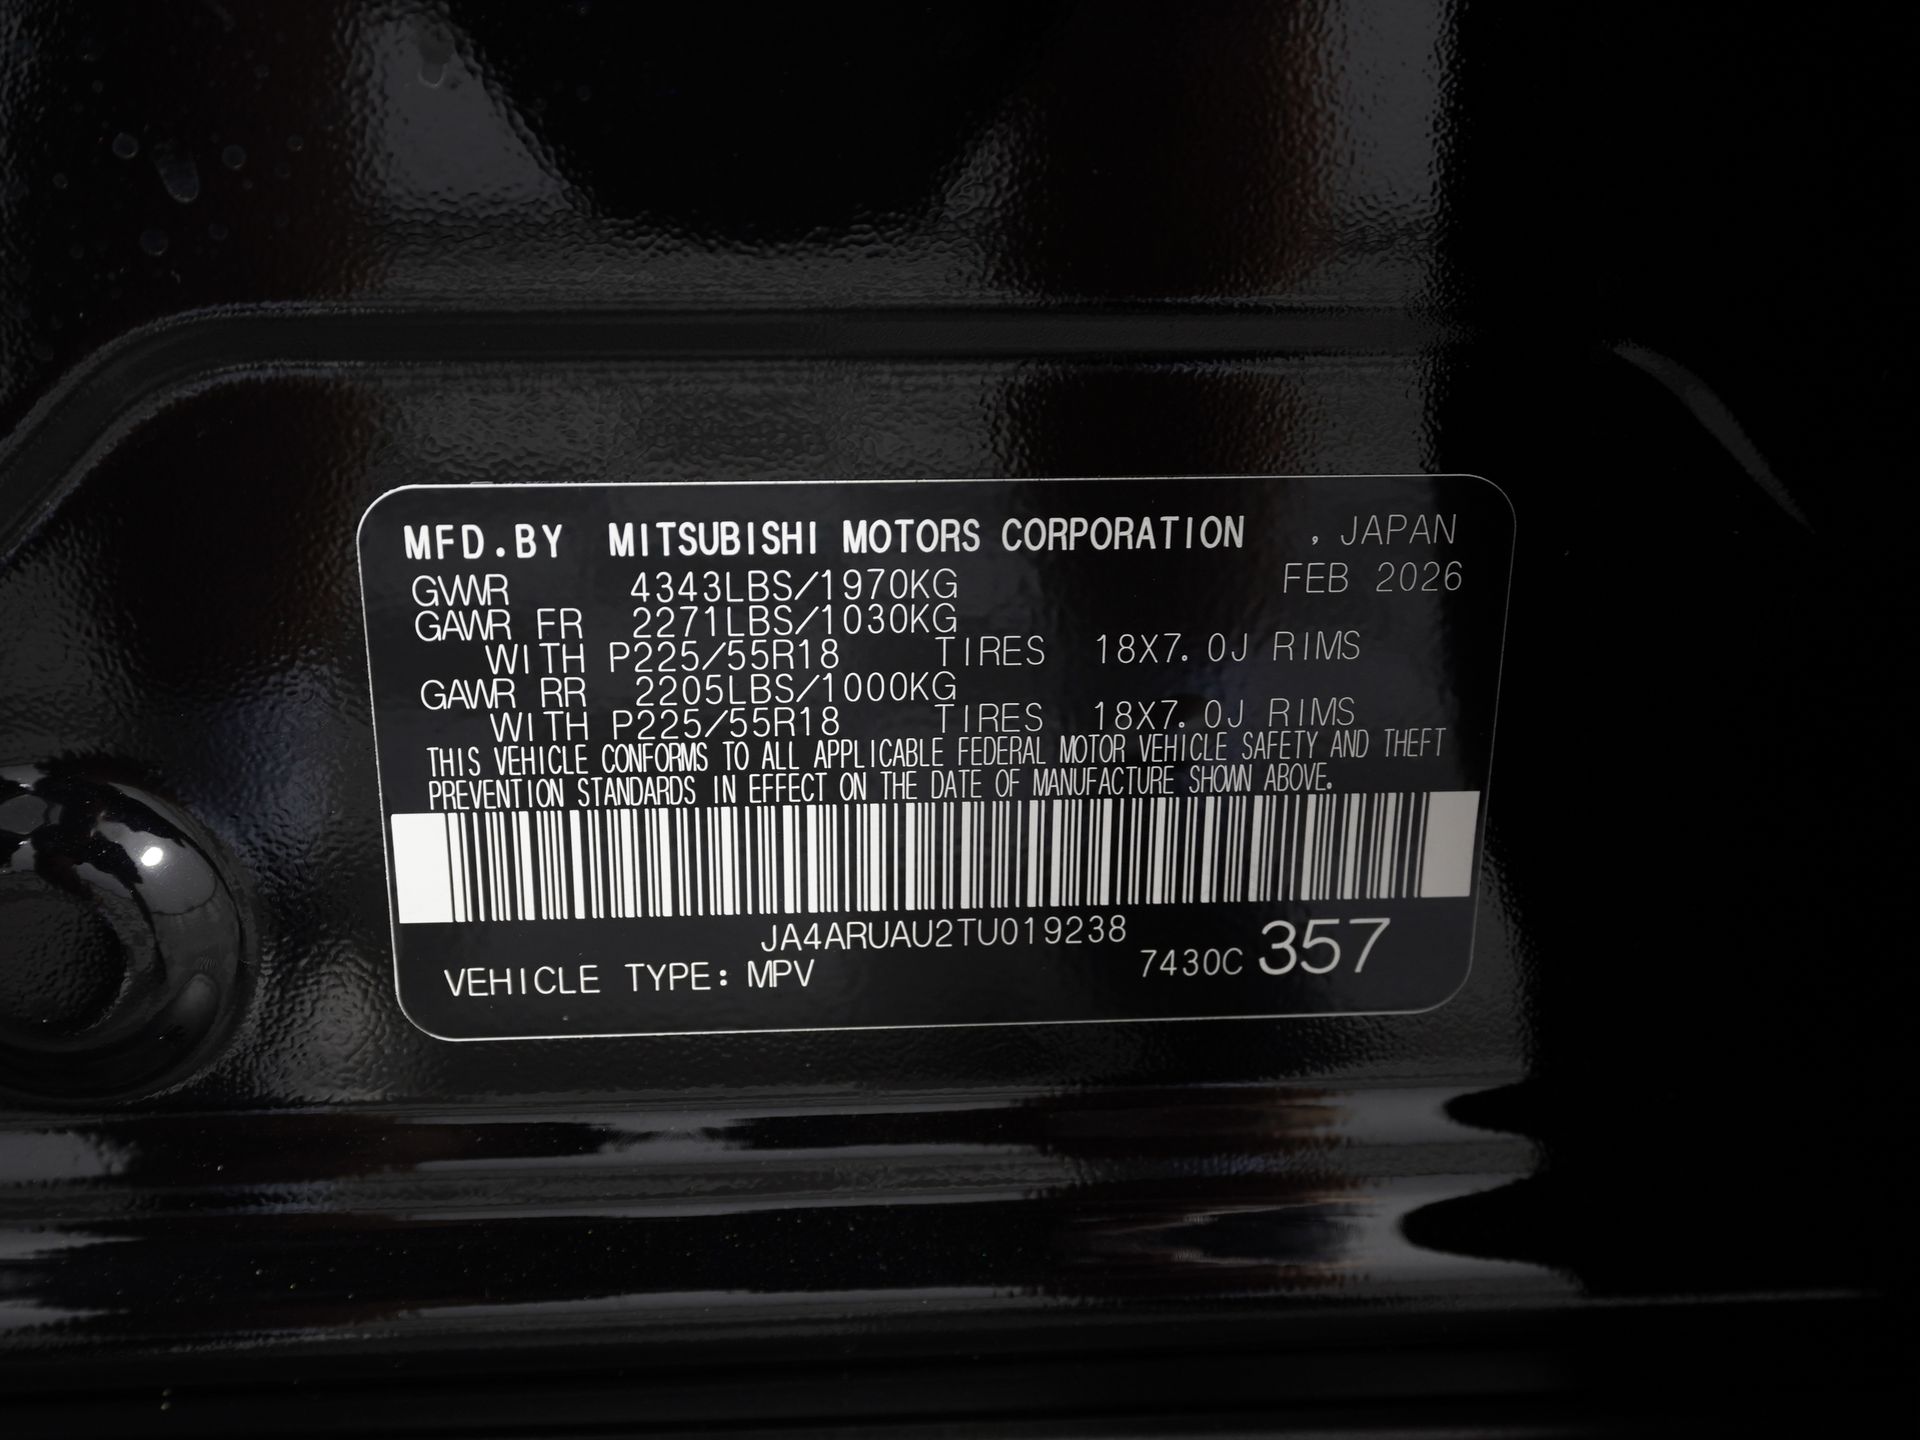 MFD.BY MITSUBISHI MOTORS CORPORATION , JAPAN
GVWR 4343LBS/1970KG FEB 2026
GAWR FR 2271LBS/1030KG
WITH P225/55R18 TIRES 18X7.0J RIMS
GAWR RR 2205LBS/1000KG
WITH P225/55R18 TIRES 18X7.0J RIMS
THIS VEHICLE CONFORMS TO ALL APPLICABLE FEDERAL MOTOR VEHICLE SAFETY AND THEFT
PREVENTION STANDARDS IN EFFECT ON THE DATE OF MANUFACTURE SHOWN ABOVE.
JA4ARUAU2TU019238
VEHICLE TYPE: MPV 7430C 357